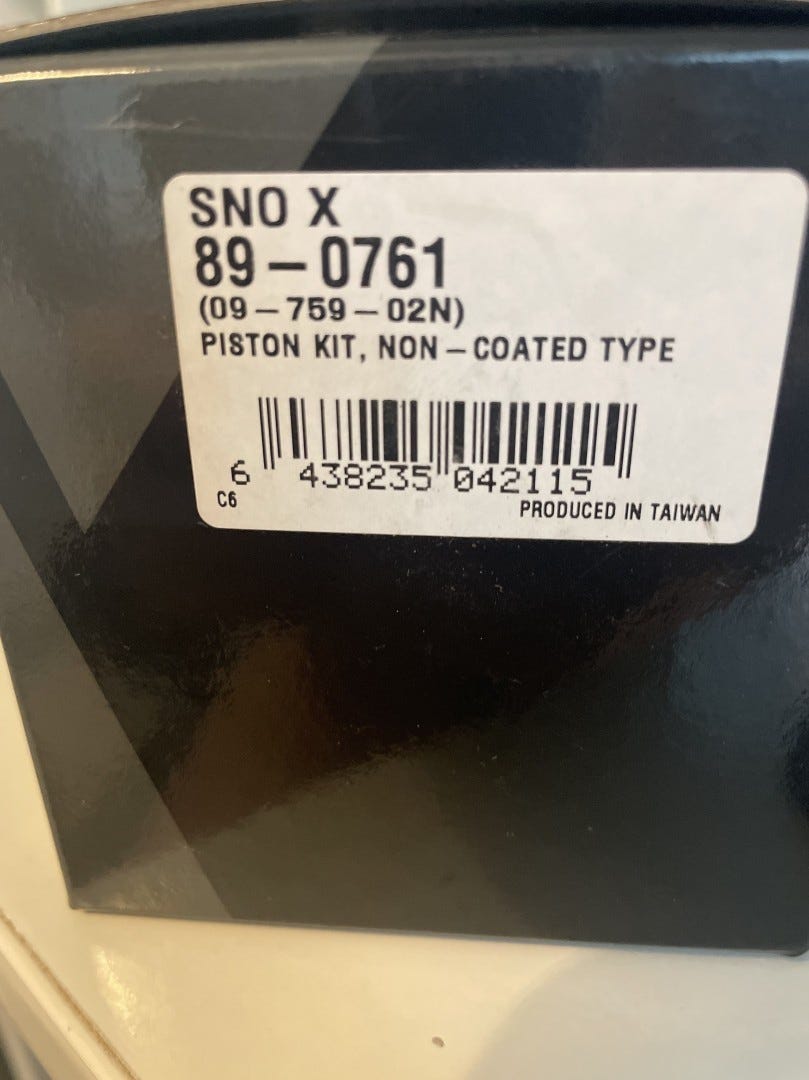 SNO X
89-0761
(09-759-02N)
PISTON KIT, NON-COATED TYPE
6 438235 042115
C6
PRODUCED IN TAIWAN